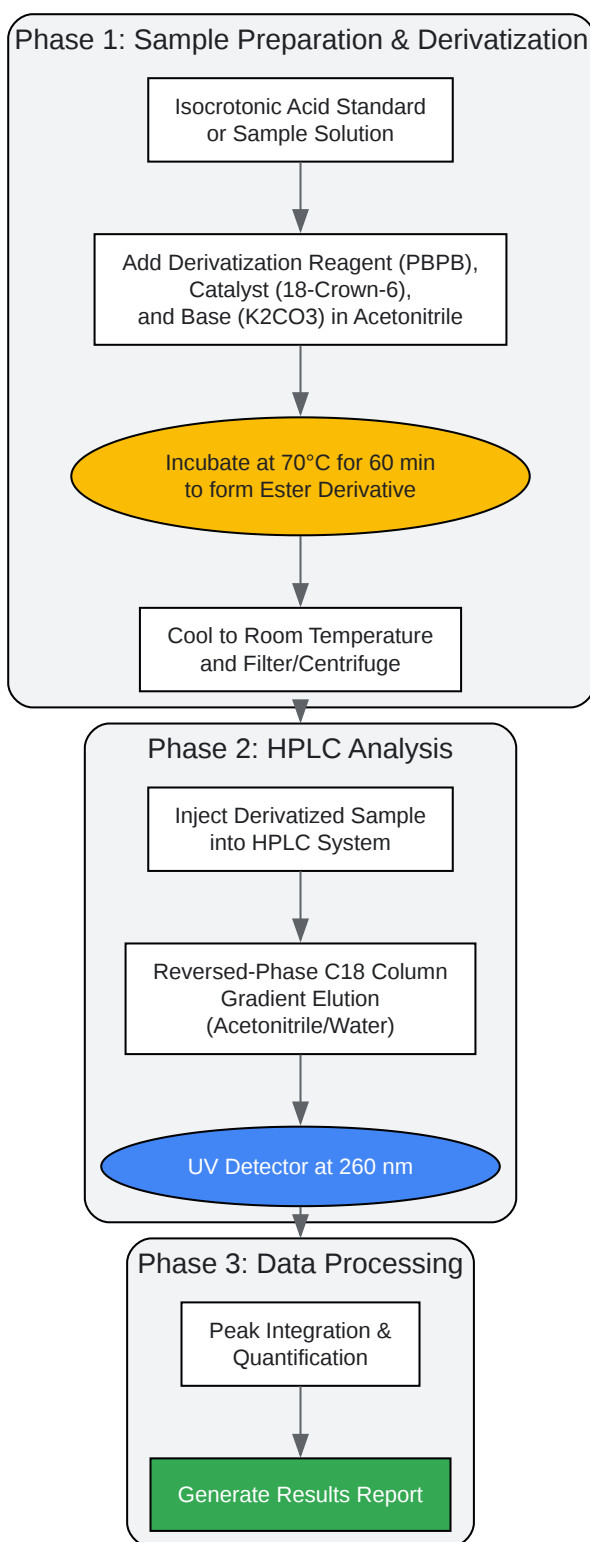 Phase 1: Sample Preparation & Derivatization
Isocrotonic Acid Standard
or Sample Solution
Add Derivatization Reagent (PBPB),
Catalyst (18-Crown-6),
and Base (K2CO3) in Acetonitrile
Incubate at 70°C for 60 min
to form Ester Derivative
Cool to Room Temperature
and Filter/Centrifuge
Phase 2: HPLC Analysis
Inject Derivatized Sample
into HPLC System
Reversed-Phase C18 Column
Gradient Elution
(Acetonitrile/Water)
UV Detector at 260 nm
Phase 3: Data Processing
Peak Integration &
Quantification
Generate Results Report